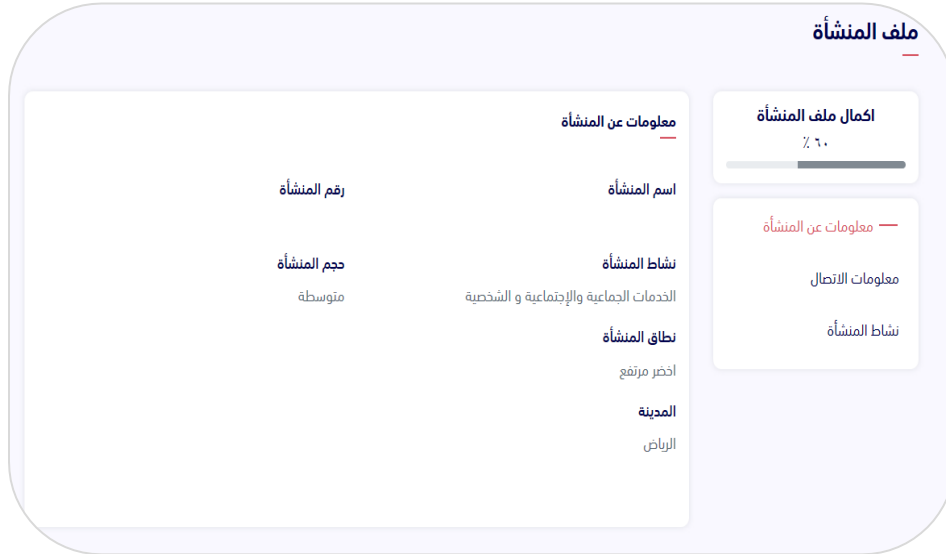 ملف المنشأة
اكمال ملف المنشأة
٦٠ ٪
معلومات عن المنشأة
معلومات الاتصال
نشاط المنشأة
معلومات عن المنشأة
اسم المنشأة
رقم المنشأة
نشاط المنشأة
حجم المنشأة
الخدمات الجماعية والإجتماعية و الشخصية
متوسطة
نطاق المنشأة
اخضر مرتفع
المدينة
الرياض